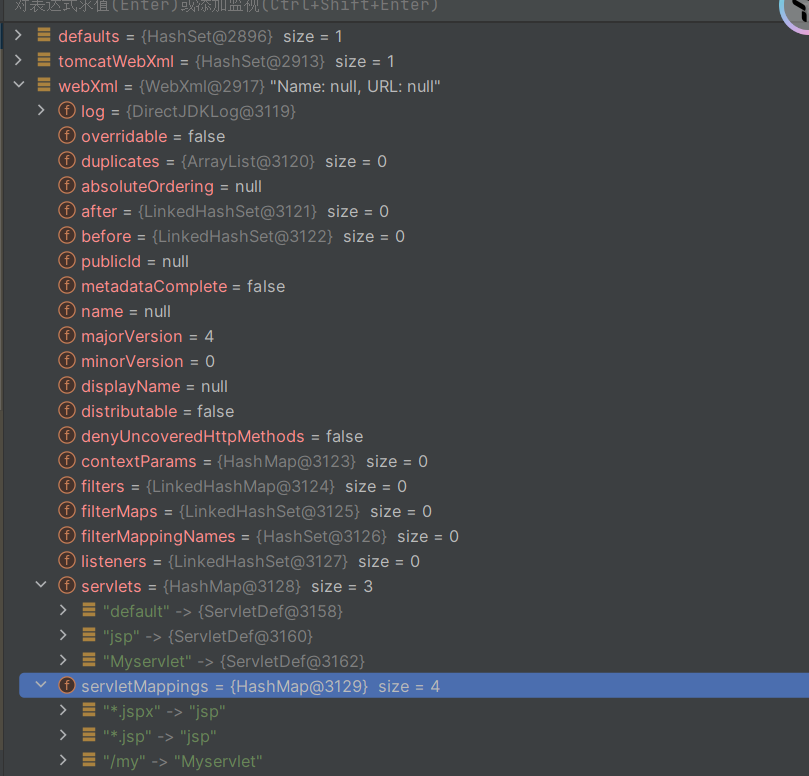 对表达式求值(Enter)或添加监视(Ctrl+Shift+Enter)
defaults = {HashSet@2896} size = 1
tomcatWebXml = {HashSet@2913} size = 1
webXml = {WebXml@2917} "Name: null, URL: null"
log = {DirectJDKLog@3119}
overridable = false
duplicates = {ArrayList@3120} size = 0
absoluteOrdering = null
after = {LinkedHashSet@3121} size = 0
before = {LinkedHashSet@3122} size = 0
publicId = null
metadataComplete = false
name = null
majorVersion = 4
minorVersion = 0
displayName = null
distributable = false
denyUncoveredHttpMethods = false
contextParams = {HashMap@3123} size = 0
filters = {LinkedHashMap@3124} size = 0
filterMaps = {LinkedHashSet@3125} size = 0
filterMappingNames = {HashSet@3126} size = 0
listeners = {LinkedHashSet@3127} size = 0
servlets = {HashMap@3128} size = 3
"default" -> {ServletDef@3158}
"jsp" -> {ServletDef@3160}
"Myservlet" -> {ServletDef@3162}
servletMappings = {HashMap@3129} size = 4
"*.jspx" -> "jsp"
"*.jsp" -> "jsp"
"/my" -> "Myservlet"